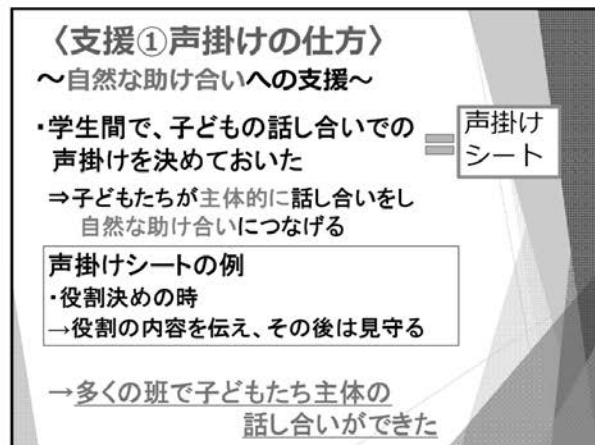 〈支援①声掛けの仕方〉
～自然な助け合いへの支援～
・学生間で、子どもの話し合いでの
声掛けを決めておいた
声掛け
シート
⇒子どもたちが主体的に話し合いをし
自然な助け合いにつなげる
声掛けシートの例
・役割決めの時
→役割の内容を伝え、その後は見守る
→多くの班で子どもたち主体の
話し合いができた